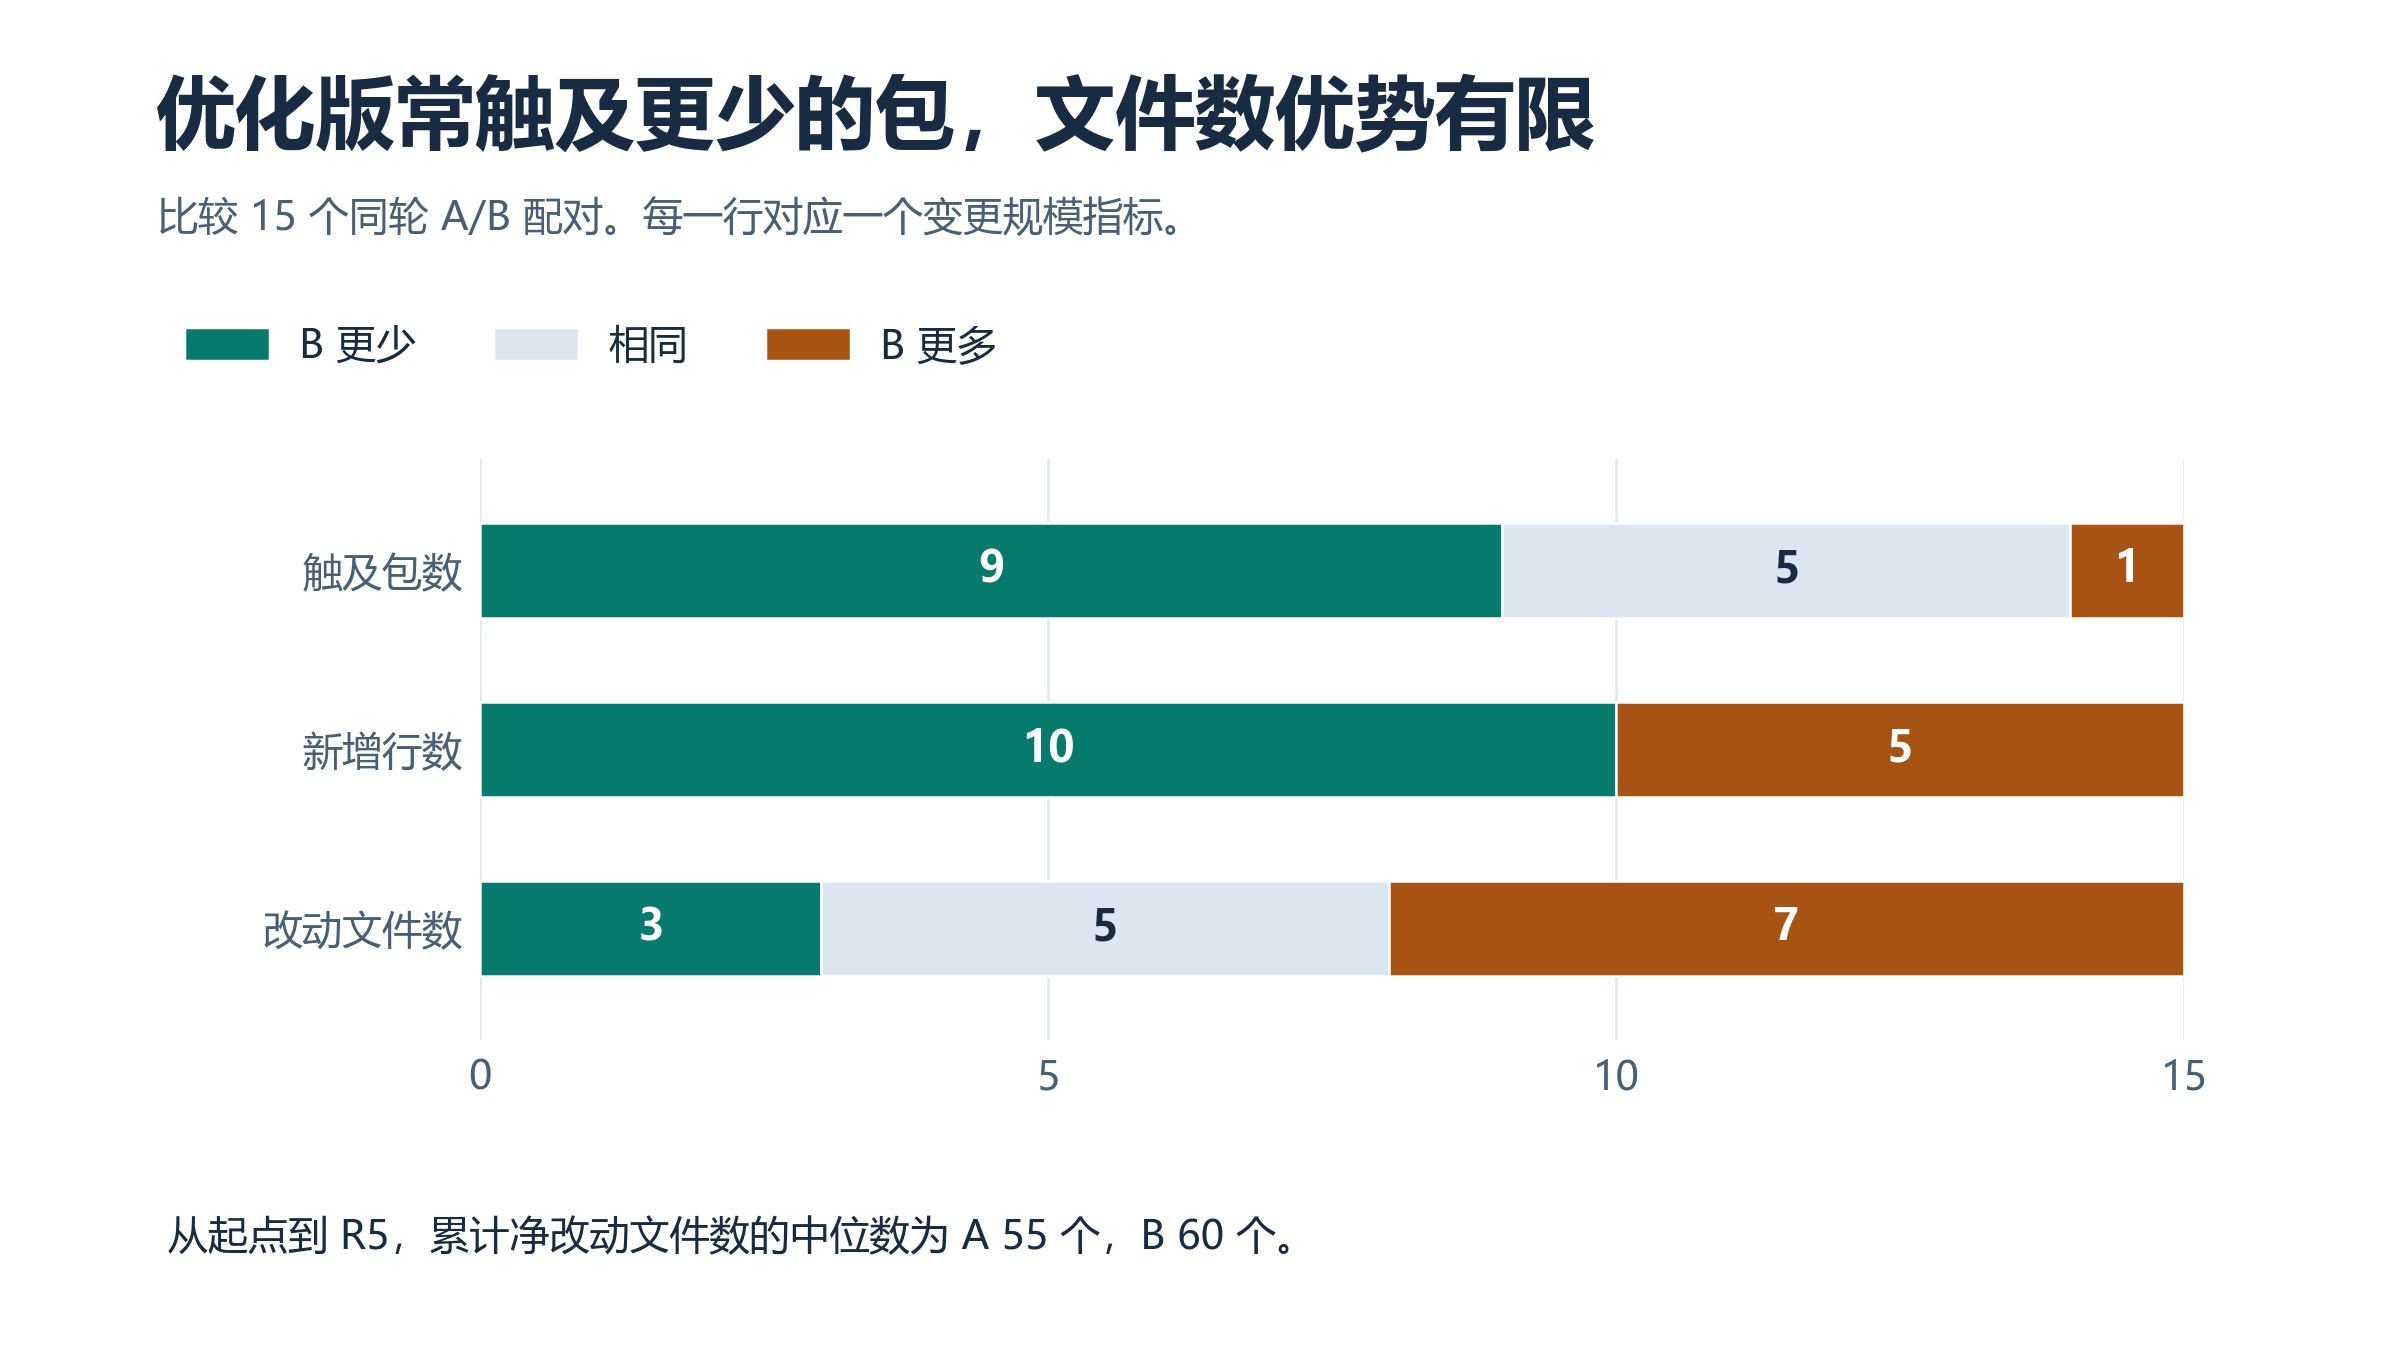 优化版常触及更少的包，文件数优势有限
比较 15 个同轮 A/B 配对。每一行对应一个变更规模指标。
B 更少 相同 B 更多
触及包数 9 5 1
新增行数 10 5
改动文件数 3 5 7
0 5 10 15
从起点到 R5，累计净改动文件数的中位数为 A 55 个，B 60 个。